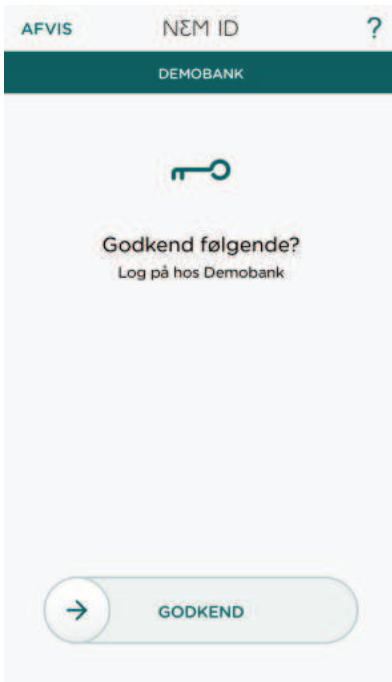 AFVIS NEM ID ?
DEMOBANK
Godkend følgende?
Log på hos Demobank
GODKEND